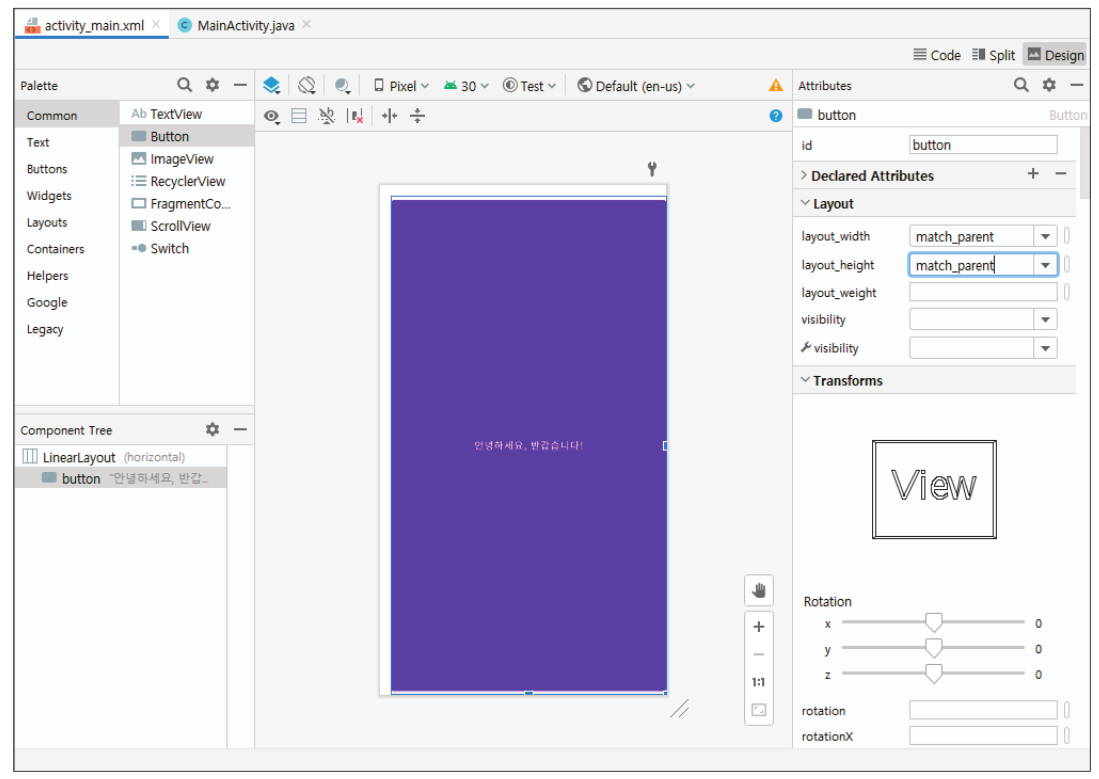 activity_main.xml MainActivity.java
Code Split Design
Palette Pixel 30 Test Default (en-us) Attributes
Common
Text
Buttons
Widgets
Layouts
Containers
Helpers
Google
Legacy
Ab TextView
Button
ImageView
RecyclerView
FragmentCo...
ScrollView
Switch
Component Tree
LinearLayout (horizontal)
button "안녕하세요, 반갑...
안녕하세요, 반갑습니다!
1:1
button Button
id button
Declared Attributes
Layout
layout_width match_parent
layout_height match_parent
layout_weight
visibility
visibility
Transforms
View
Rotation
x 0
y 0
z 0
rotation
rotationX